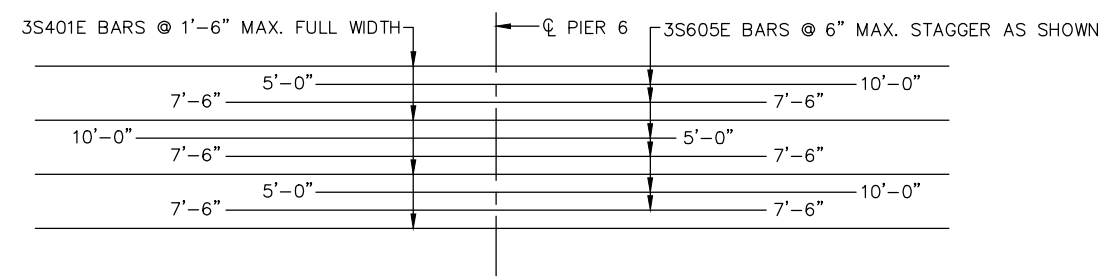 3S401E BARS @ 1'-6" MAX. FULL WIDTH
℄ PIER 6
3S605E BARS @ 6" MAX. STAGGER AS SHOWN
5'-0" 10'-0"
7'-6" 7'-6"
10'-0" 5'-0"
7'-6" 7'-6"
5'-0" 10'-0"
7'-6" 7'-6"